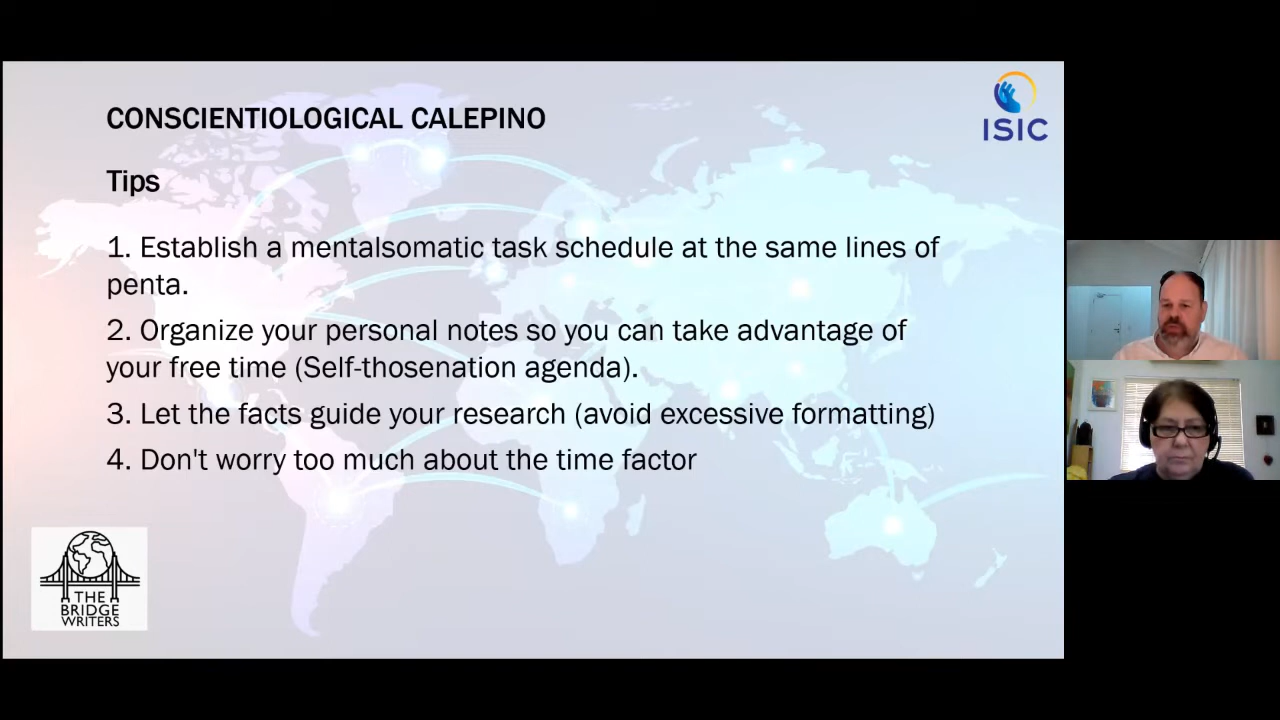 CONSCIENTIOLOGICAL CALEPINO
ISIC
Tips
1. Establish a mentalsomatic task schedule at the same lines of
penta.
2. Organize your personal notes so you can take advantage of
your free time (Self-thosenation agenda).
3. Let the facts guide your research (avoid excessive formatting)
4. Don't worry too much about the time factor
THE
BRIDGE
WRITERS